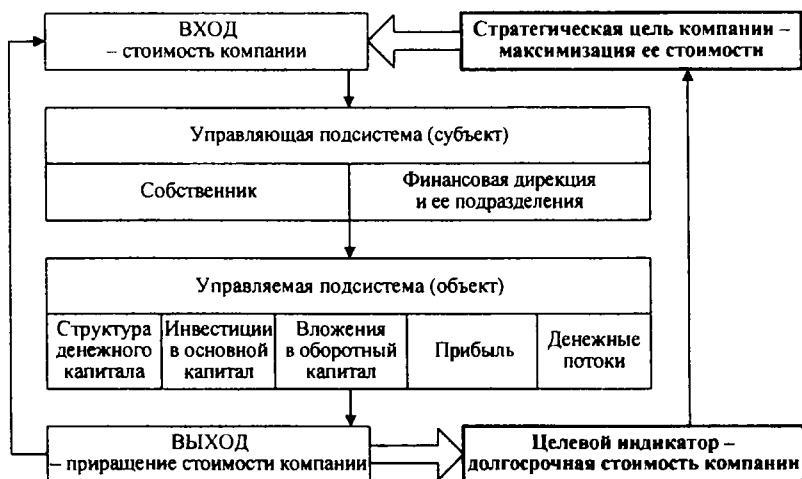 ВХОД
– стоимость компании
Стратегическая цель компании –
максимизация ее стоимости
Управляющая подсистема (субъект)
Собственник
Финансовая дирекция
и ее подразделения
Управляемая подсистема (объект)
Структура
денежного
капитала
Инвестиции
в основной
капитал
Вложения
в оборотный
капитал
Прибыль
Денежные
потоки
ВЫХОД
– приращение стоимости компании
Целевой индикатор –
долгосрочная стоимость компании